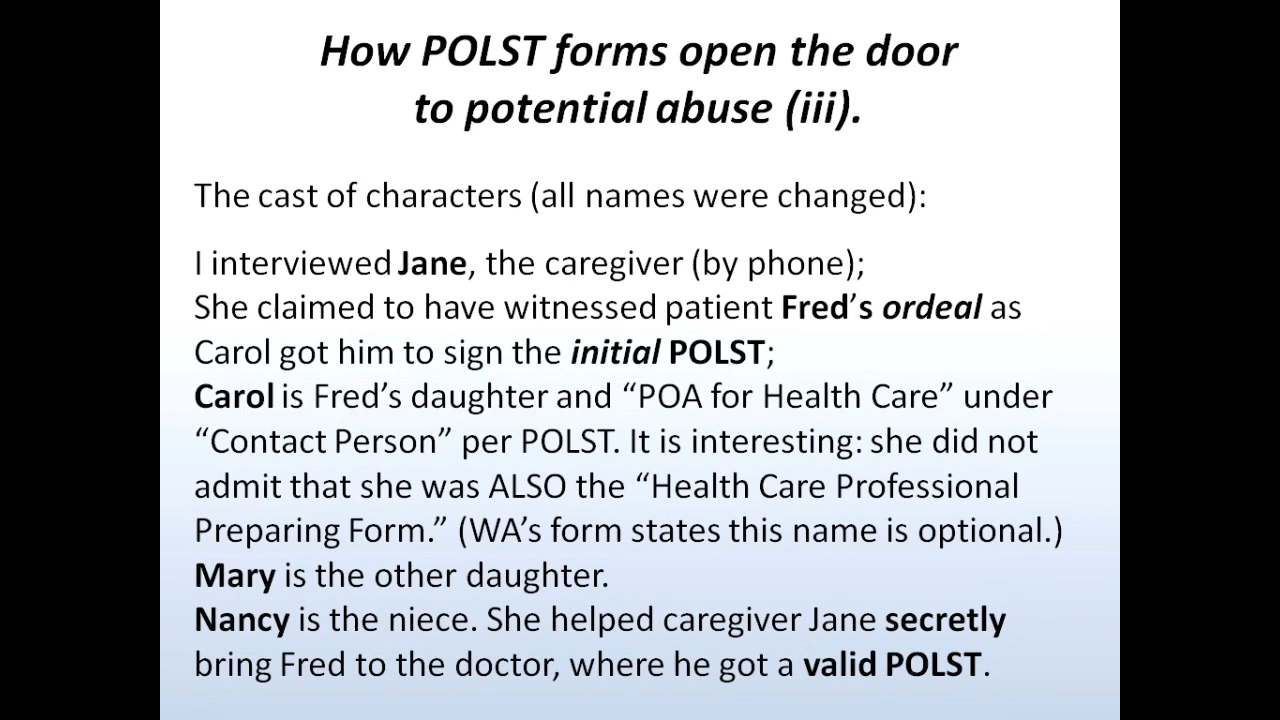 How POLST forms open the door
to potential abuse (iii).
The cast of characters (all names were changed):
I interviewed Jane, the caregiver (by phone);
She claimed to have witnessed patient Fred’s ordeal as
Carol got him to sign the initial POLST;
Carol is Fred’s daughter and “POA for Health Care” under
“Contact Person” per POLST. It is interesting: she did not
admit that she was ALSO the “Health Care Professional
Preparing Form.” (WA’s form states this name is optional.)
Mary is the other daughter.
Nancy is the niece. She helped caregiver Jane secretly
bring Fred to the doctor, where he got a valid POLST.